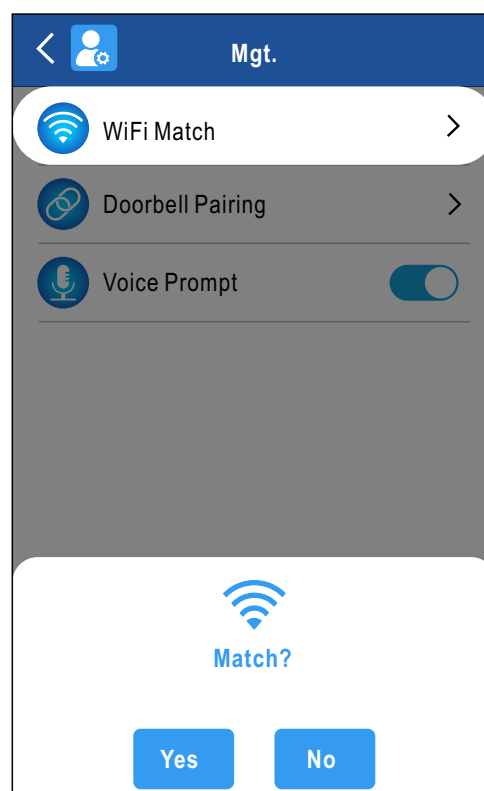 Mgt.
WiFi Match
Doorbell Pairing
Voice Prompt
Match?
Yes No